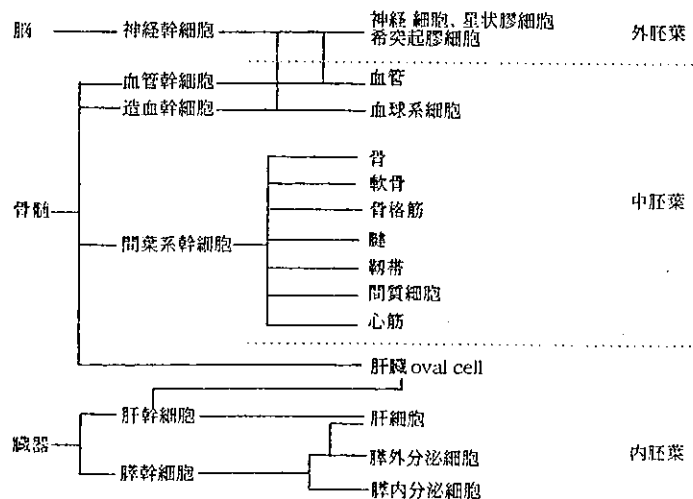 脳
神経幹細胞
神経細胞、星状膠細胞
希突起膠細胞
外胚葉
血管幹細胞
血管
造血幹細胞
血球系細胞
骨
軟骨
骨格筋
中胚葉
骨髄
間葉系幹細胞
腱
靱帯
間質細胞
心筋
肝臓 oval cell
肝幹細胞
肝細胞
臓器
膵外分泌細胞
内胚葉
膵幹細胞
膵内分泌細胞